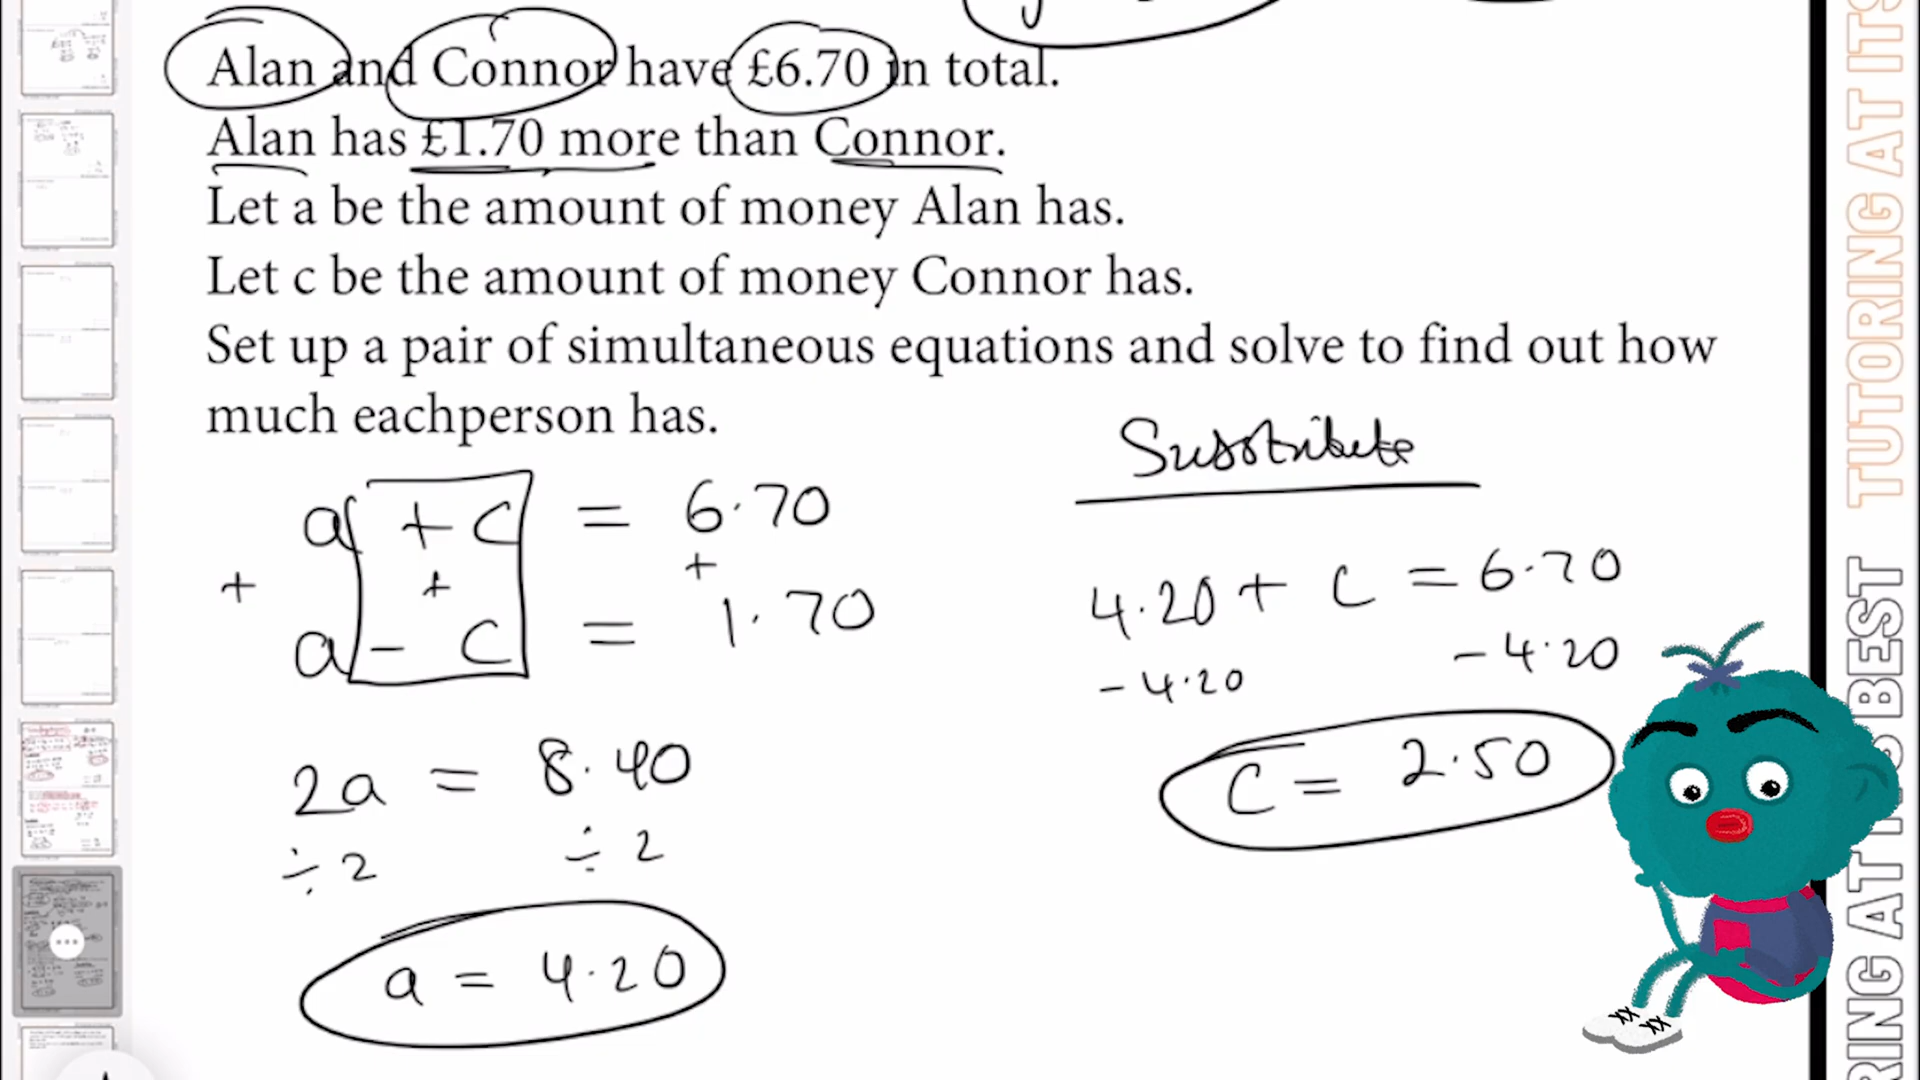 Alan and Connor have £6.70 in total.
Alan has £1.70 more than Connor.
Let a be the amount of money Alan has.
Let c be the amount of money Connor has.
Set up a pair of simultaneous equations and solve to find out how
much eachperson has.
a + c = 6.70
+ + +
a - c = 1.70
2a = 8.40
÷2 ÷2
a = 4.20
Substitute
4.20 + c = 6.70
-4.20 -4.20
c = 2.50
TUTORING AT ITS
RING AT ITS BEST